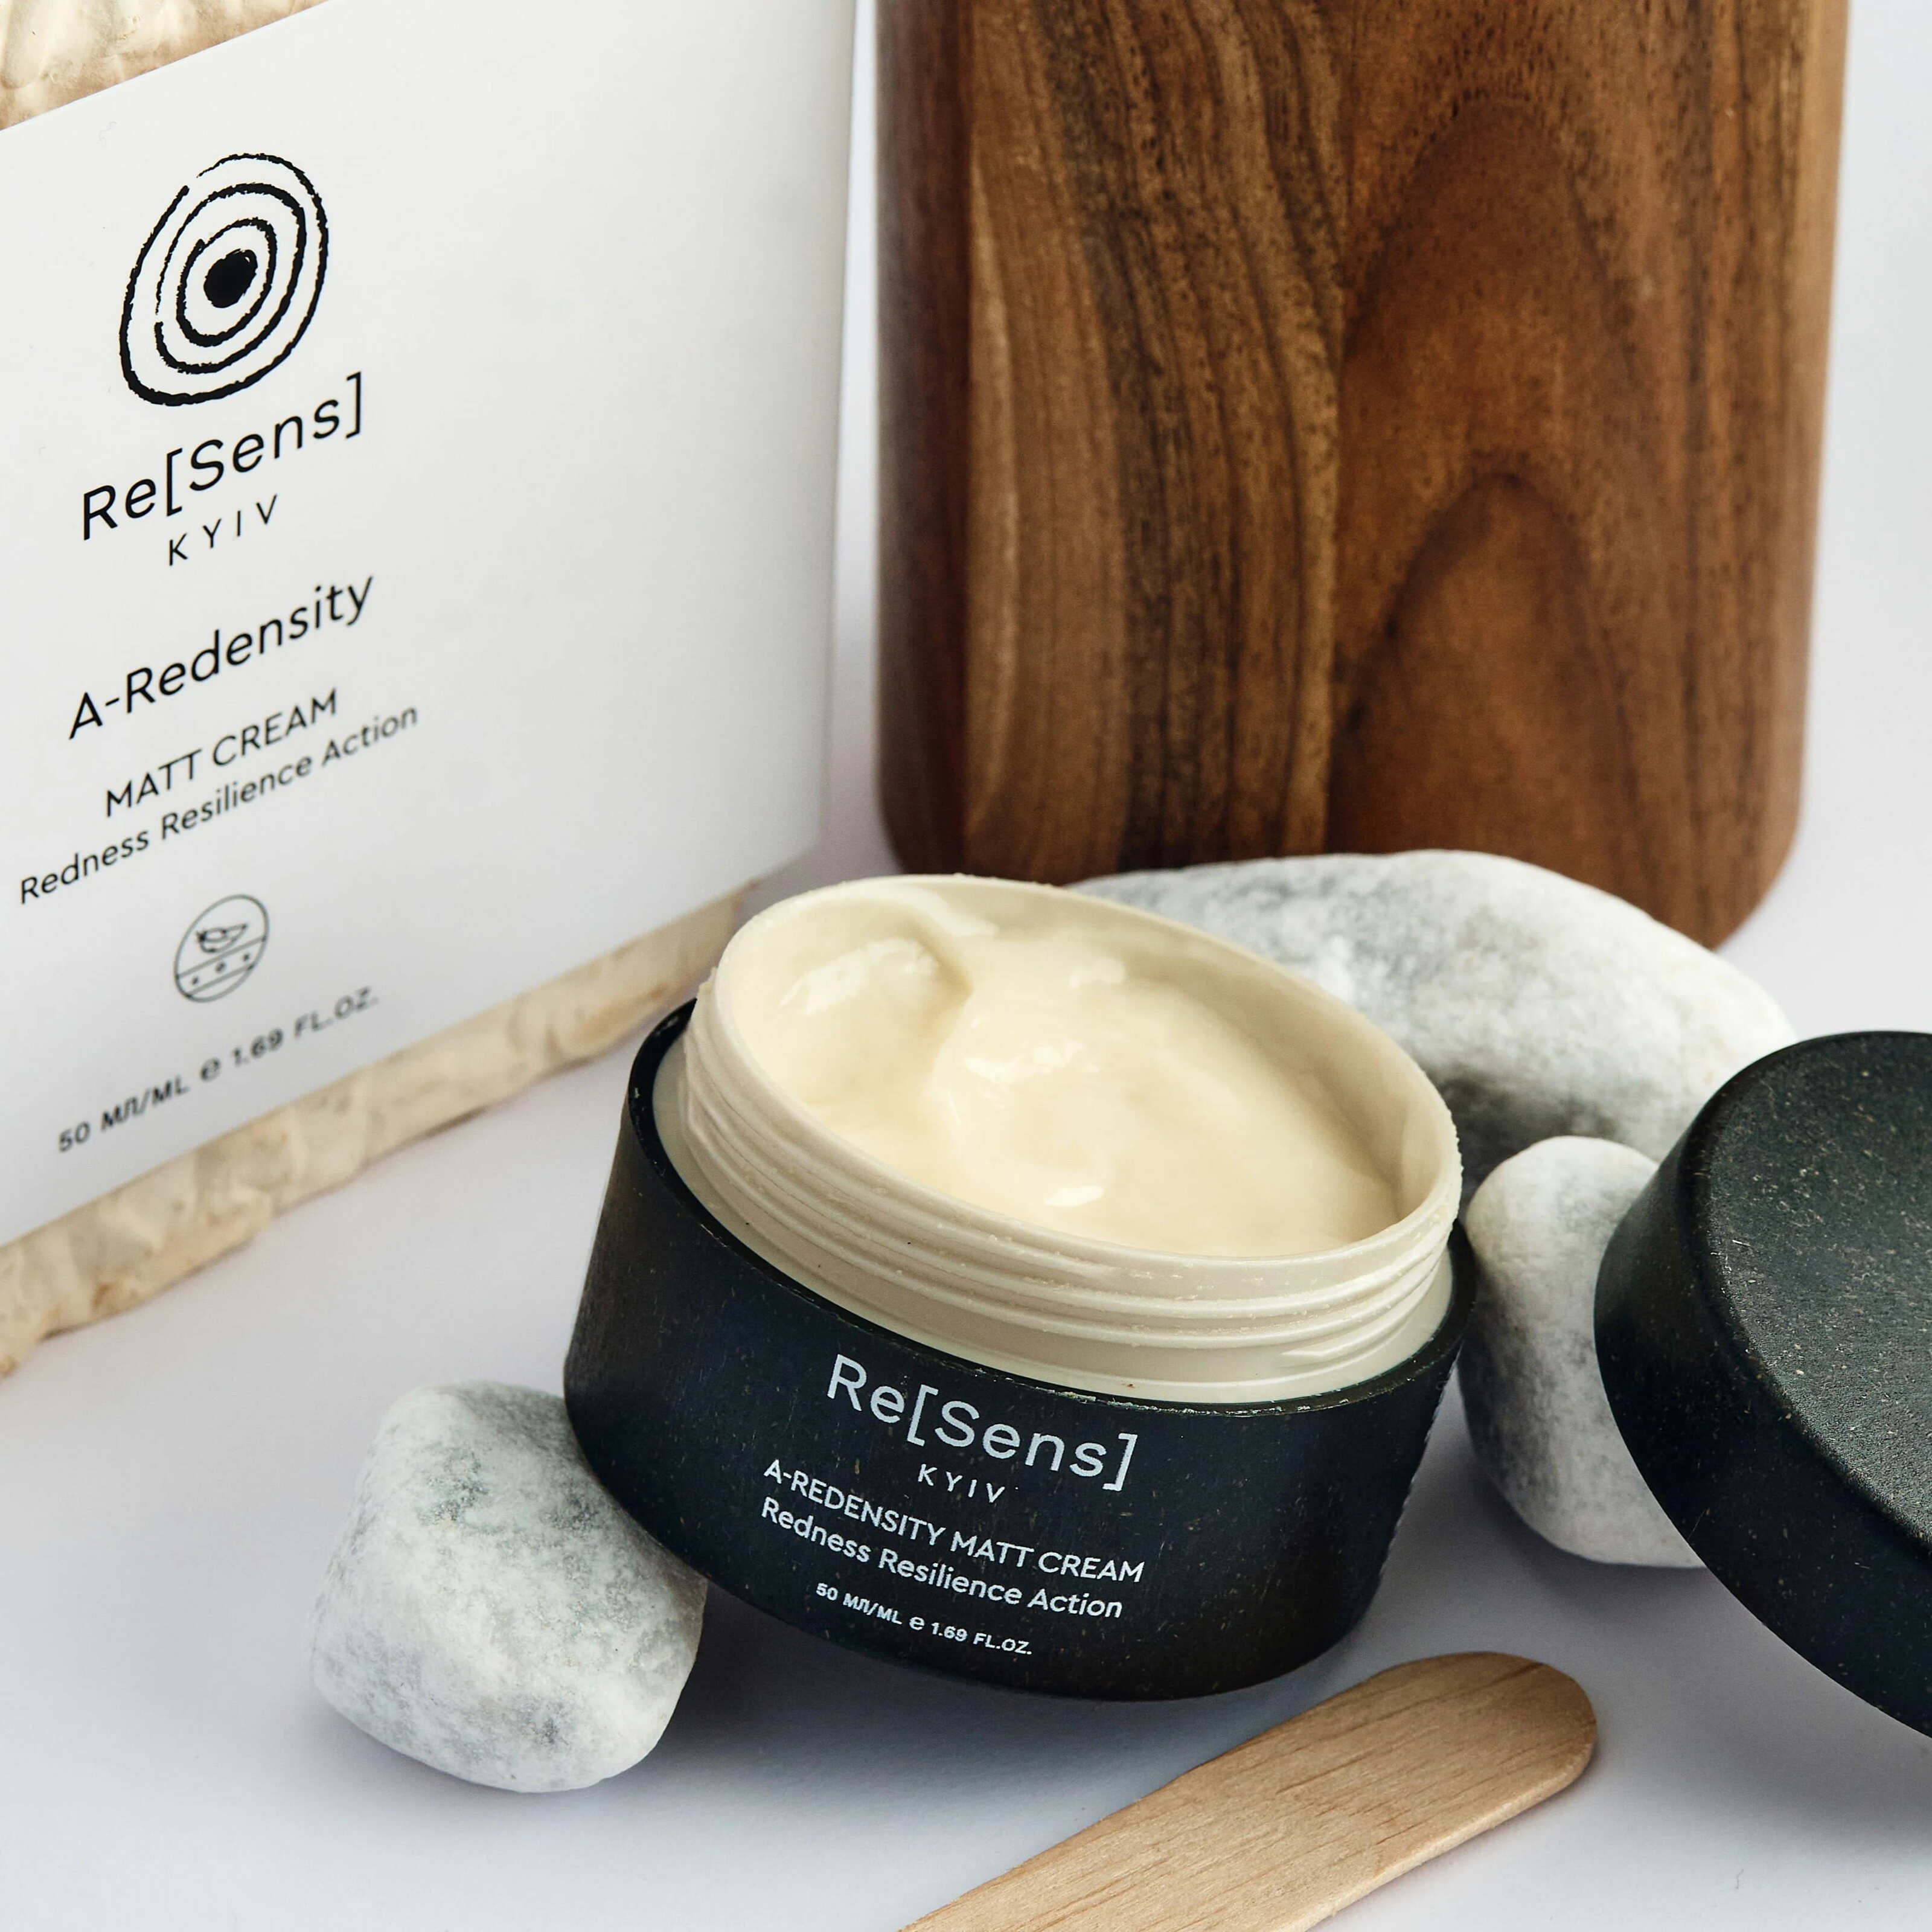 Re[Sens]
KYIV
A-Redensity
MATT CREAM
Redness Resilience Action
50 МЛ/ML ℮ 1.69 FL.OZ.
Re[Sens]
KYIV
A-REDENSITY MATT CREAM
Redness Resilience Action
50 МЛ/ML ℮ 1.69 FL.OZ.